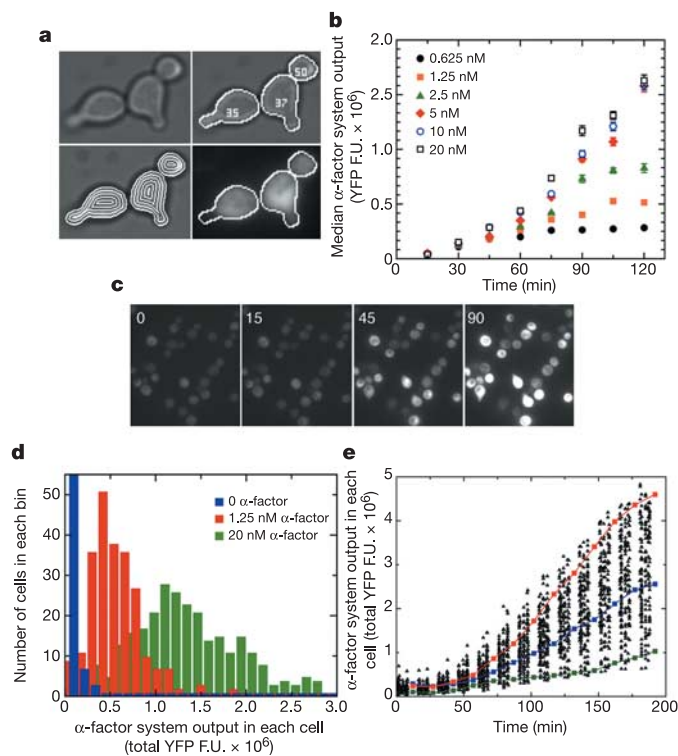 a
50
35
37
b
Median α-factor system output
(YFP F.U. × 10⁶)
2.0
2.5
1.0
0.5
0
0.625 nM
1.25 nM
2.5 nM
5 nM
10 nM
20 nM
0 30 60 90 120
Time (min)
c
0 15 45 90
d
Number of cells in each bin
50
40
30
20
10
0
0 α-factor
1.25 nM α-factor
20 nM α-factor
0 0.5 1.0 1.5 2.0 2.5 3.0
α-factor system output in each cell
(total YFP F.U. × 10⁶)
e
α-factor system output in each
cell (total YFP F.U. × 10⁶)
5
4
3
2
1
0
0 50 100 150 200
Time (min)